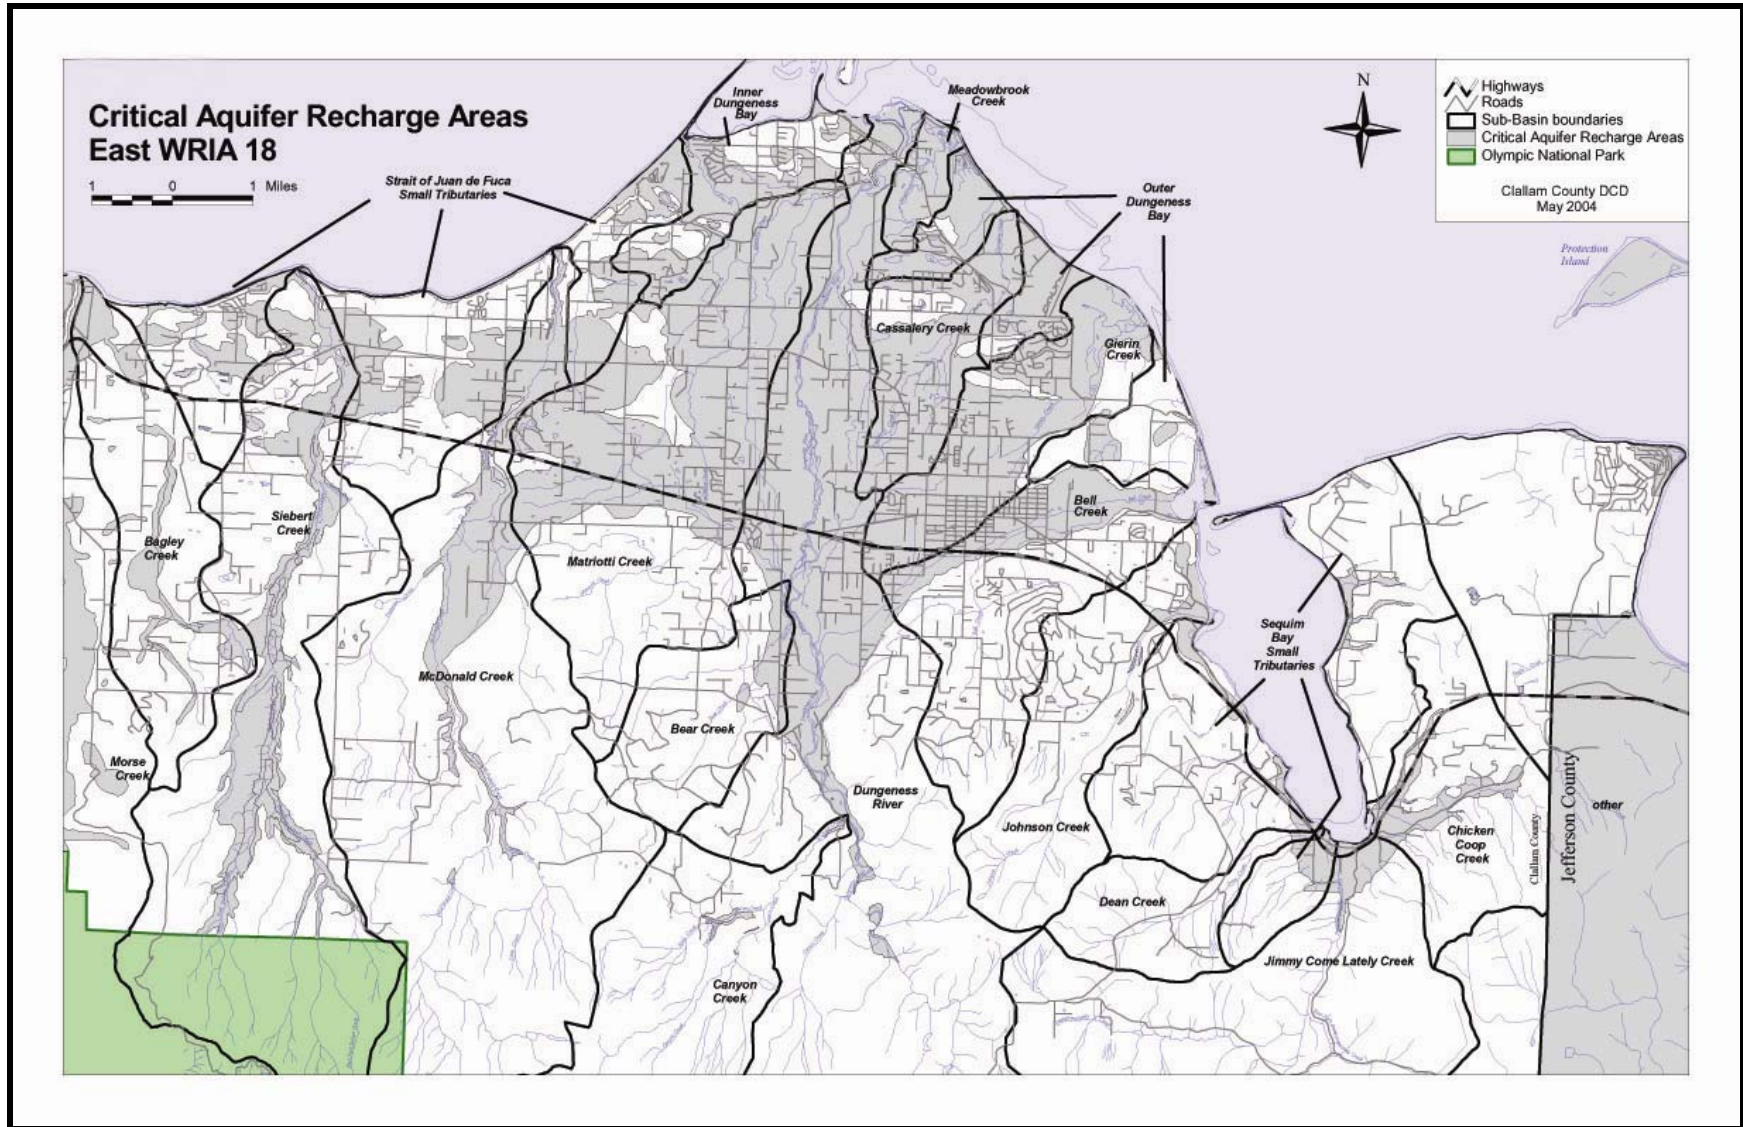 Critical Aquifer Recharge Areas
East WRIA 18
1 0 1 Miles
Strait of Juan de Fuca
Small Tributaries
Inner
Dungeness
Bay
Meadowbrook
Creek
Outer
Dungeness
Bay
N
Highways
Roads
Sub-Basin boundaries
Critical Aquifer Recharge Areas
Olympic National Park
Clallam County DCD
May 2004
Protection
Island
Cassalery Creek
Gierin
Creek
Bell
Creek
Siebert
Creek
Bagley
Creek
Matriotti Creek
McDonald Creek
Bear Creek
Morse
Creek
Dungeness
River
Sequim
Bay
Small
Tributaries
Johnson Creek
Chicken
Coop
Creek
Clallam County
Jefferson County
other
Dean Creek
Jimmy Come Lately Creek
Canyon
Creek